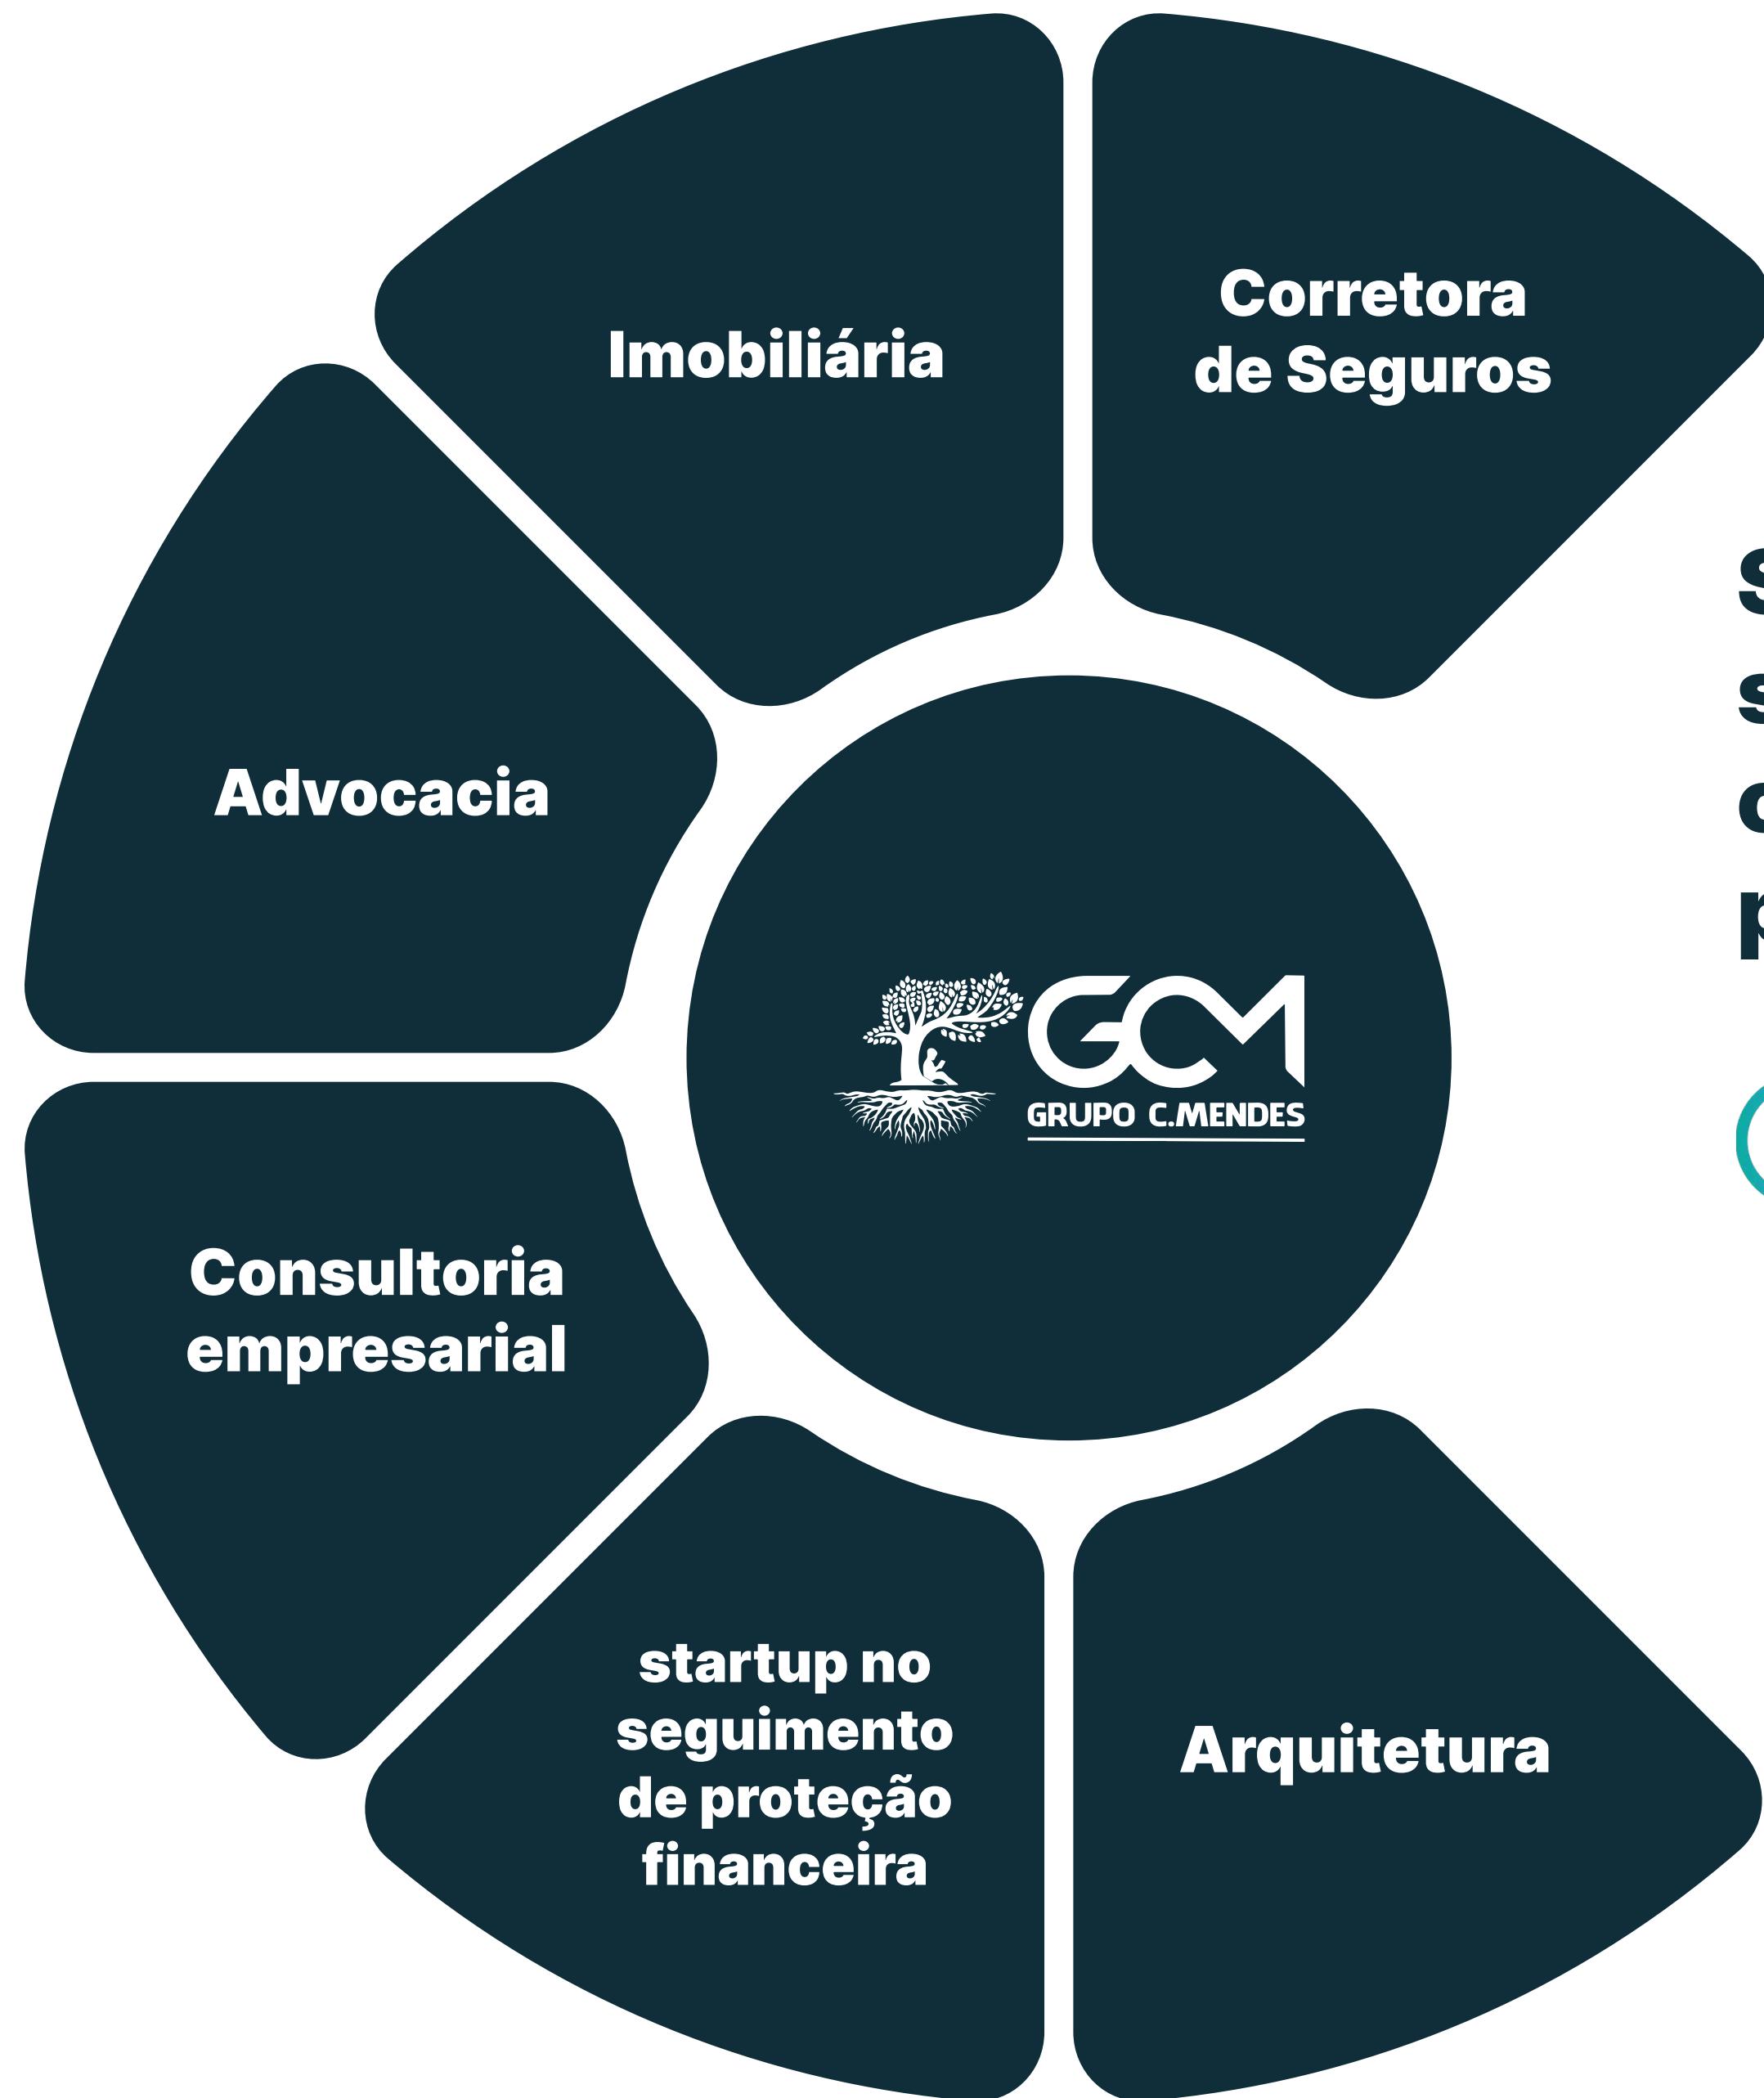 Imobiliária
Corretora
de Seguros
Advocacia
GCM
GRUPO C.MENDES
Consultoria
empresarial
startup no
seguimento
de proteção
financeira
Arquitetura